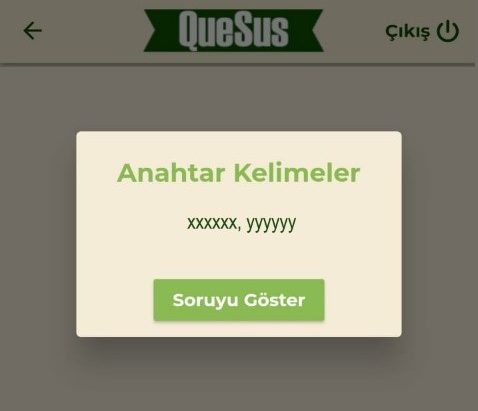 QueSus
Çıkış
Anahtar Kelimeler
xxxxxx, yyyyyy
Soruyu Göster